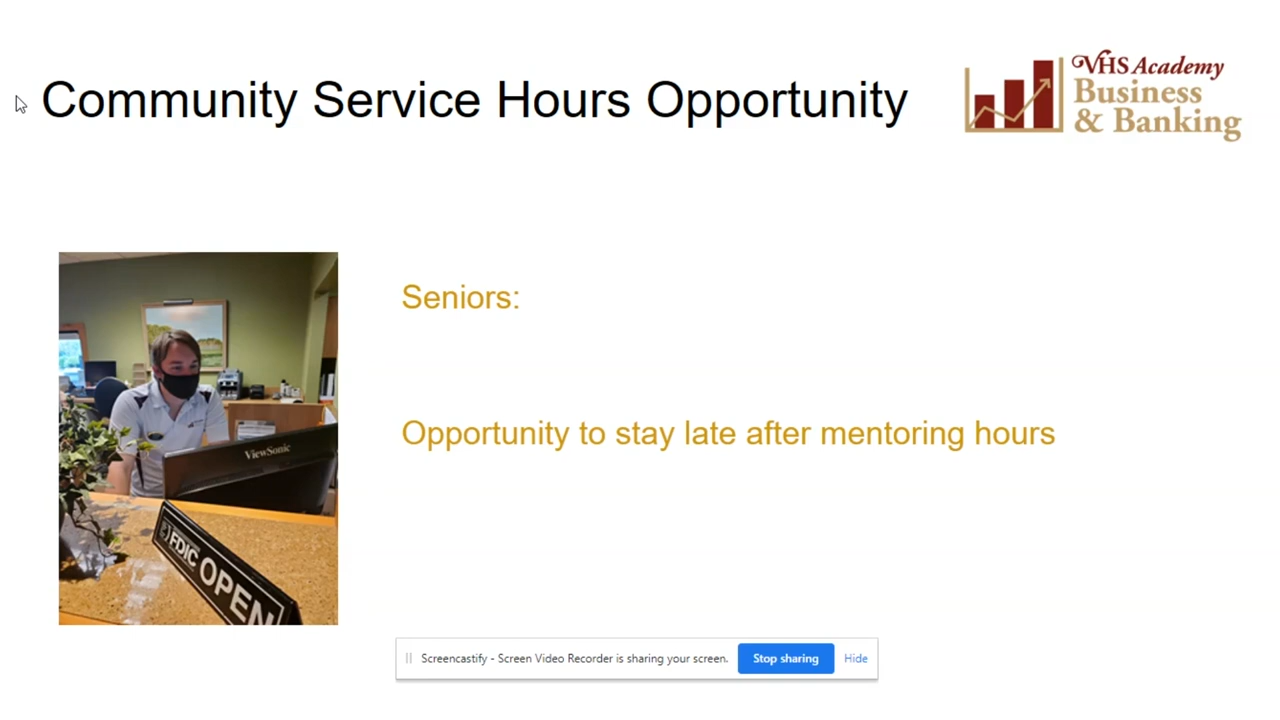 Community Service Hours Opportunity
VHS Academy
Business
& Banking
Seniors:
Opportunity to stay late after mentoring hours
ViewSonic
FDIC OPEN
Screencastify - Screen Video Recorder is sharing your screen.
Stop sharing
Hide